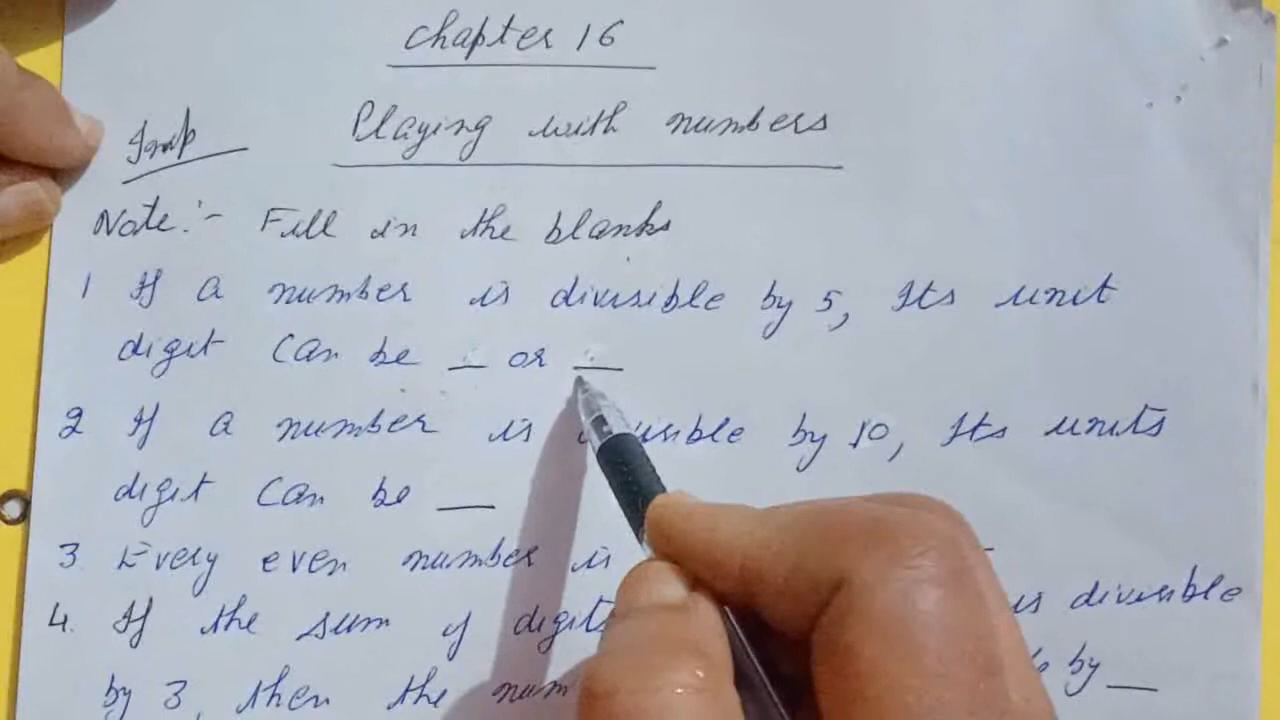 Chapter 16
Imp
Playing with numbers
Note:- Fill in the blanks
1 If a number is divisible by 5, Its unit
digit can be __ or __
2 If a number is divisible by 10, Its units
digit can be __
3 Every even number is
4. If the sum of digits is divisible
by 3, then the num by __